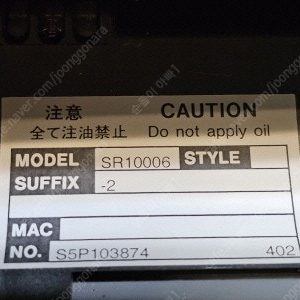 注意 CAUTION
全て注油禁止 Do not apply oil
MODEL SR10006 STYLE
SUFFIX -2
MAC
NO. S5P103874 402